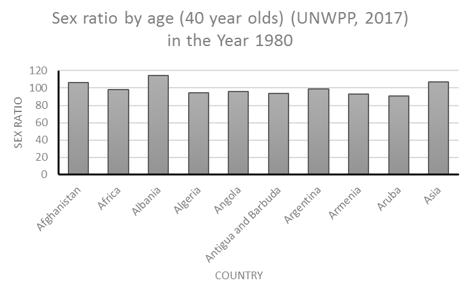 Sex ratio by age (40 year olds) (UNWPP, 2017)
in the Year 1980
120
100
80
60
40
20
0
SEX RATIO
Afghanistan
Africa
Albania
Algeria
Angola
Antigua and Barbuda
Argentina
Armenia
Aruba
Asia
COUNTRY